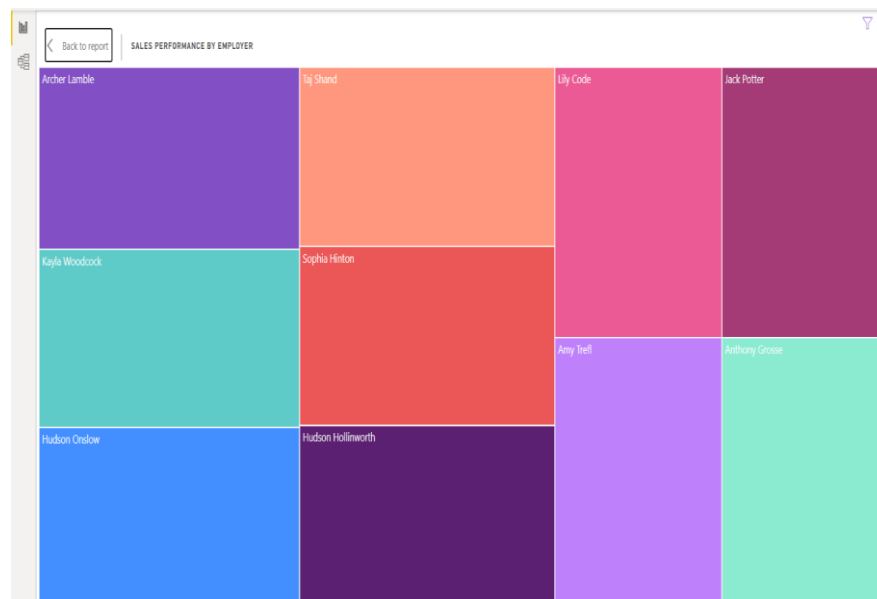 Back to report
SALES PERFORMANCE BY EMPLOYER
Archer Lamble
Taj Shand
Lily Code
Jack Potter
Kayla Woodcock
Sophia Hinton
Amy Trefl
Anthony Grosse
Hudson Onslow
Hudson Hollinworth